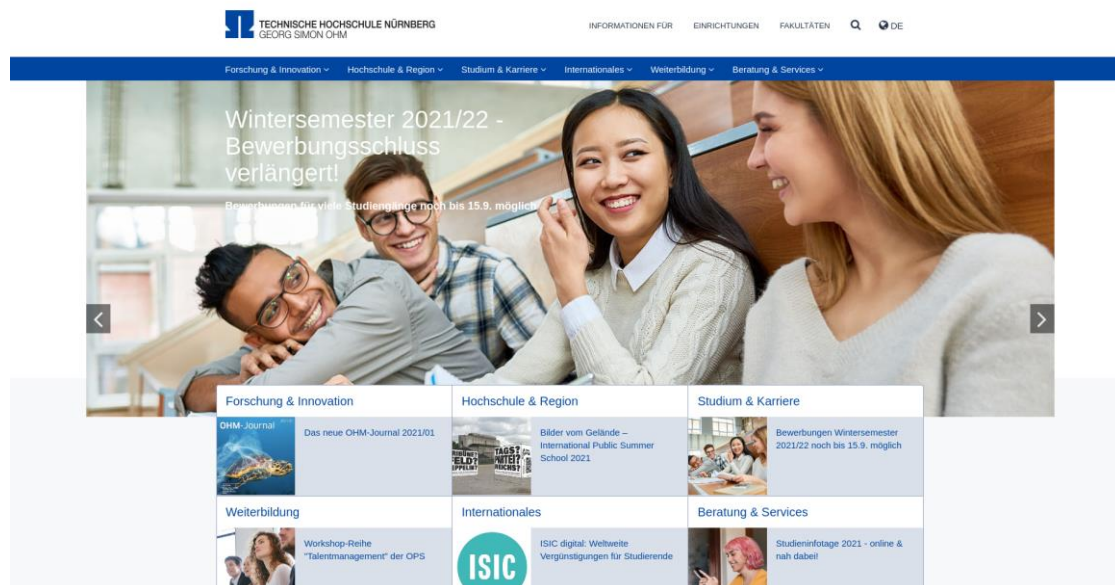 TECHNISCHE HOCHSCHULE NÜRNBERG
GEORG SIMON OHM
INFORMATIONEN FÜR
EINRICHTUNGEN
FAKULTÄTEN
DE
Forschung & Innovation
Hochschule & Region
Studium & Karriere
Internationales
Weiterbildung
Beratung & Services
Wintersemester 2021/22 -
Bewerbungsschluss
verlängert!
Bewerbungen für viele Studiengänge noch bis 15.9. möglich
Forschung & Innovation
OHM-Journal
Das neue OHM-Journal 2021/01
Hochschule & Region
TAGS?
PARTEI?
REICHS?
Bilder vom Gelände –
International Public Summer
School 2021
Studium & Karriere
Bewerbungen Wintersemester
2021/22 noch bis 15.9. möglich
Weiterbildung
Workshop-Reihe
"Talentmanagement" der OPS
Internationales
ISIC
ISIC digital: Weltweite
Vergünstigungen für Studierende
Beratung & Services
Studieninfotage 2021 - online &
nah dabei!